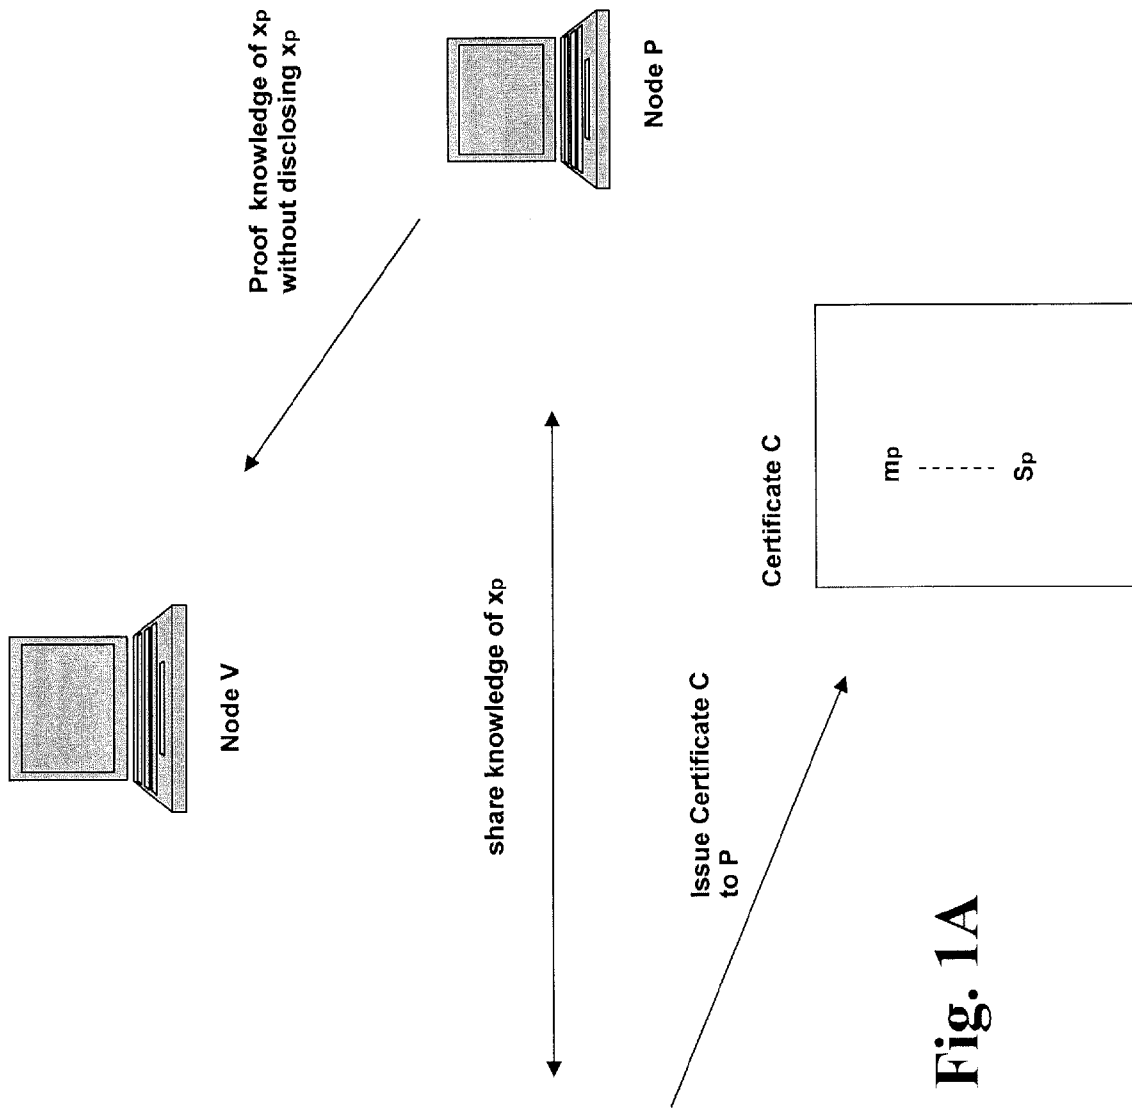 Proof knowledge of xp
without disclosing xp
Node P
Node V
share knowledge of xp
Certificate C
mp
Sp
Issue Certificate C
to P
Fig. 1A